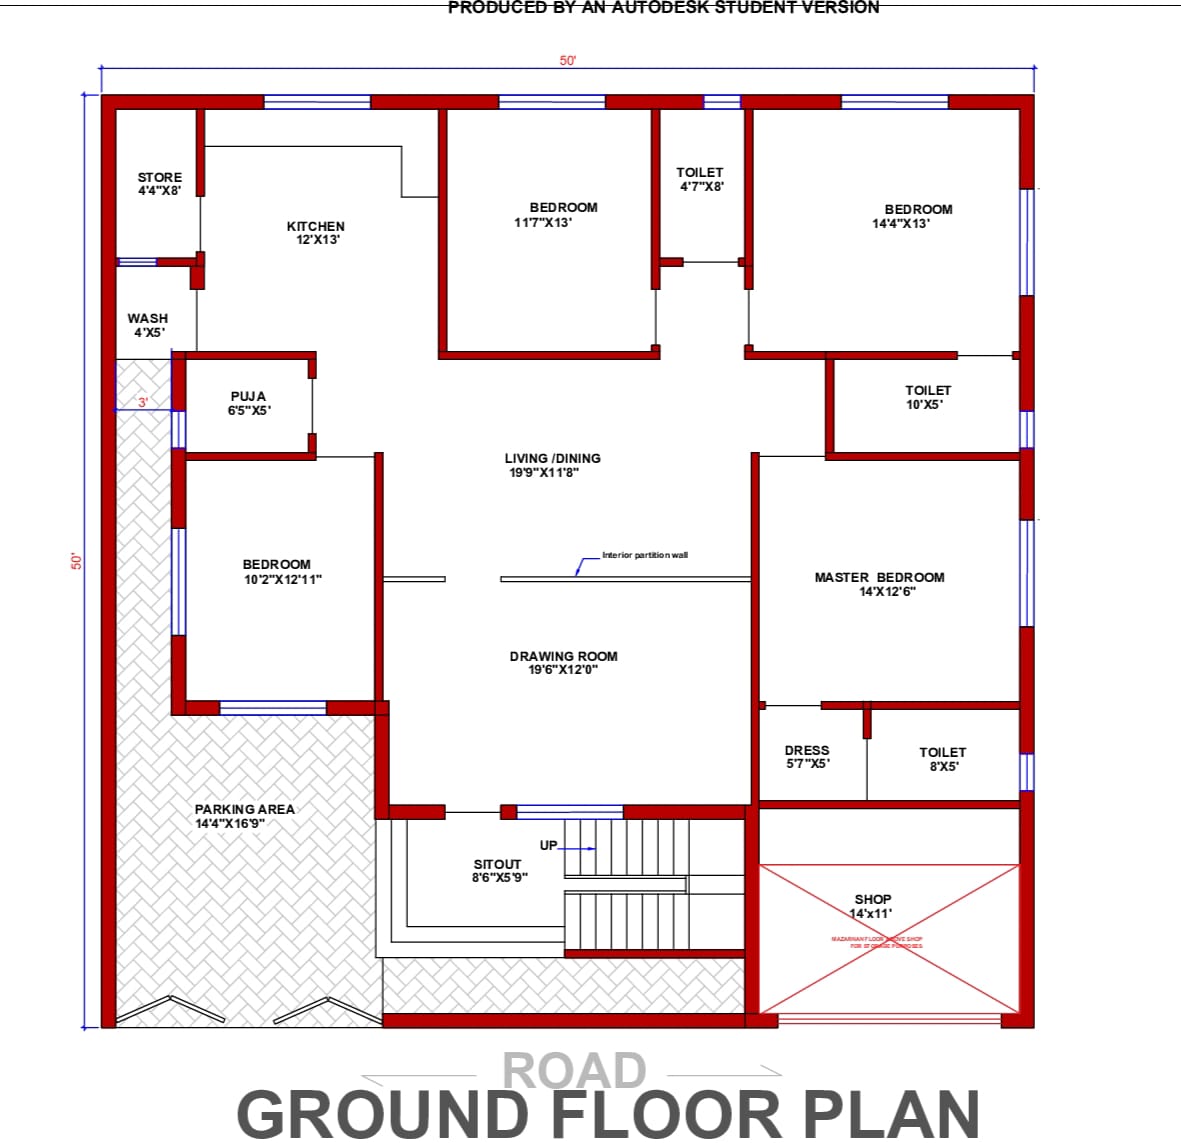 PRODUCED BY AN AUTODESK STUDENT VERSION
50'
STORE
4'4"X8'
KITCHEN
12'X13'
BEDROOM
11'7"X13'
TOILET
4'7"X8'
BEDROOM
14'4"X13'
WASH
4'X5'
3'
PUJA
6'5"X5'
TOILET
10'X5'
LIVING /DINING
19'9"X11'8"
50'
BEDROOM
10'2"X12'11"
Interior partition wall
MASTER BEDROOM
14'X12'6"
DRAWING ROOM
19'6"X12'0"
DRESS
5'7"X5'
TOILET
8'X5'
PARKING AREA
14'4"X16'9"
UP
SITOUT
8'6"X5'9"
SHOP
14'x11'
FOR STORAGE PURPOSES
ROAD
GROUND FLOOR PLAN